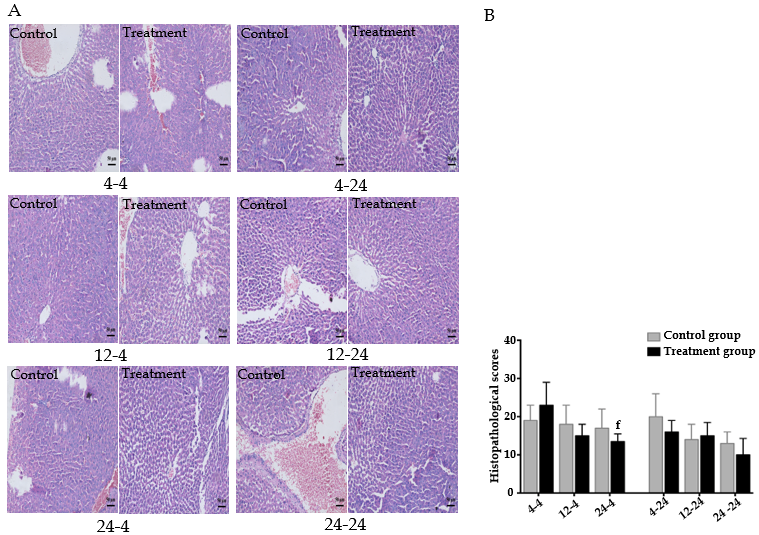 A
B
Control
Treatment
Control
Treatment
4-4
4-24
Control
Treatment
Control
Treatment
12-4
12-24
Control
Treatment
Control
Treatment
24-4
24-24
Control group
Treatment group
Histopathological scores
40
30
20
10
0
f
4-4
12-4
24-4
4-24
12-24
24 -24